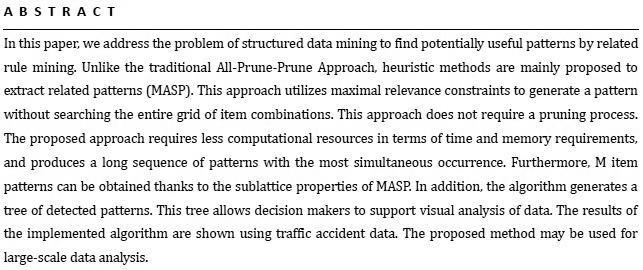 A B S T R A C T
In this paper, we address the problem of structured data mining to find potentially useful patterns by related
rule mining. Unlike the traditional All-Prune-Prune Approach, heuristic methods are mainly proposed to
extract related patterns (MASP). This approach utilizes maximal relevance constraints to generate a pattern
without searching the entire grid of item combinations. This approach does not require a pruning process.
The proposed approach requires less computational resources in terms of time and memory requirements,
and produces a long sequence of patterns with the most simultaneous occurrence. Furthermore, M item
patterns can be obtained thanks to the sublattice properties of MASP. In addition, the algorithm generates a
tree of detected patterns. This tree allows decision makers to support visual analysis of data. The results of
the implemented algorithm are shown using traffic accident data. The proposed method may be used for
large-scale data analysis.